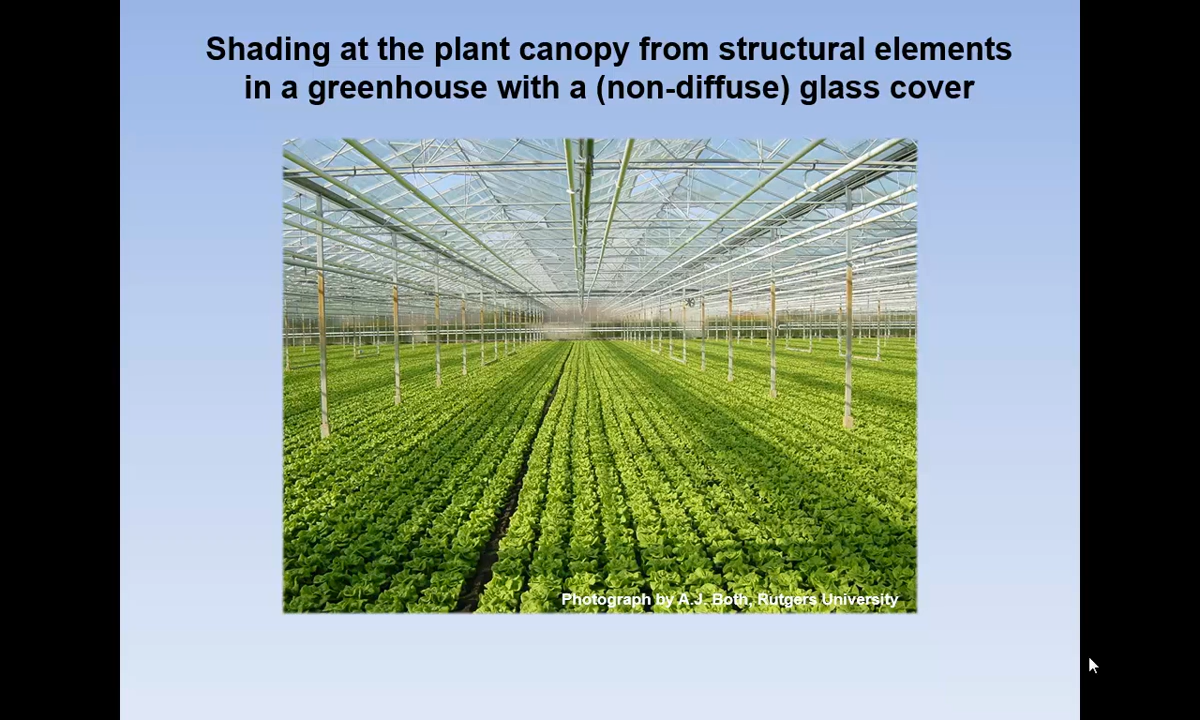 Shading at the plant canopy from structural elements
in a greenhouse with a (non-diffuse) glass cover
Photograph by A.J. Both, Rutgers University